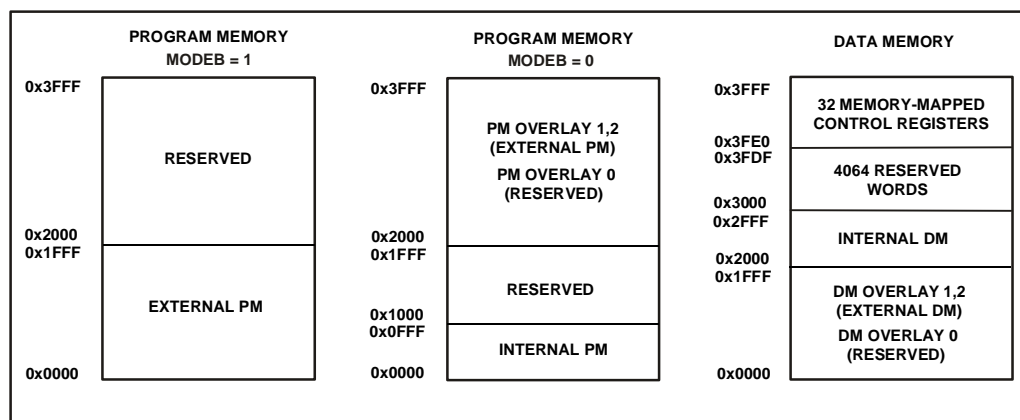 PROGRAM MEMORY
MODEB = 1
0x3FFF
RESERVED
0x2000
0x1FFF
EXTERNAL PM
0x0000
PROGRAM MEMORY
MODEB = 0
0x3FFF
PM OVERLAY 1,2
(EXTERNAL PM)
PM OVERLAY 0
(RESERVED)
0x2000
0x1FFF
RESERVED
0x1000
0x0FFF
INTERNAL PM
0x0000
DATA MEMORY
0x3FFF
32 MEMORY-MAPPED
CONTROL REGISTERS
0x3FE0
0x3FDF
4064 RESERVED
WORDS
0x3000
0x2FFF
INTERNAL DM
0x2000
0x1FFF
DM OVERLAY 1,2
(EXTERNAL DM)
DM OVERLAY 0
(RESERVED)
0x0000